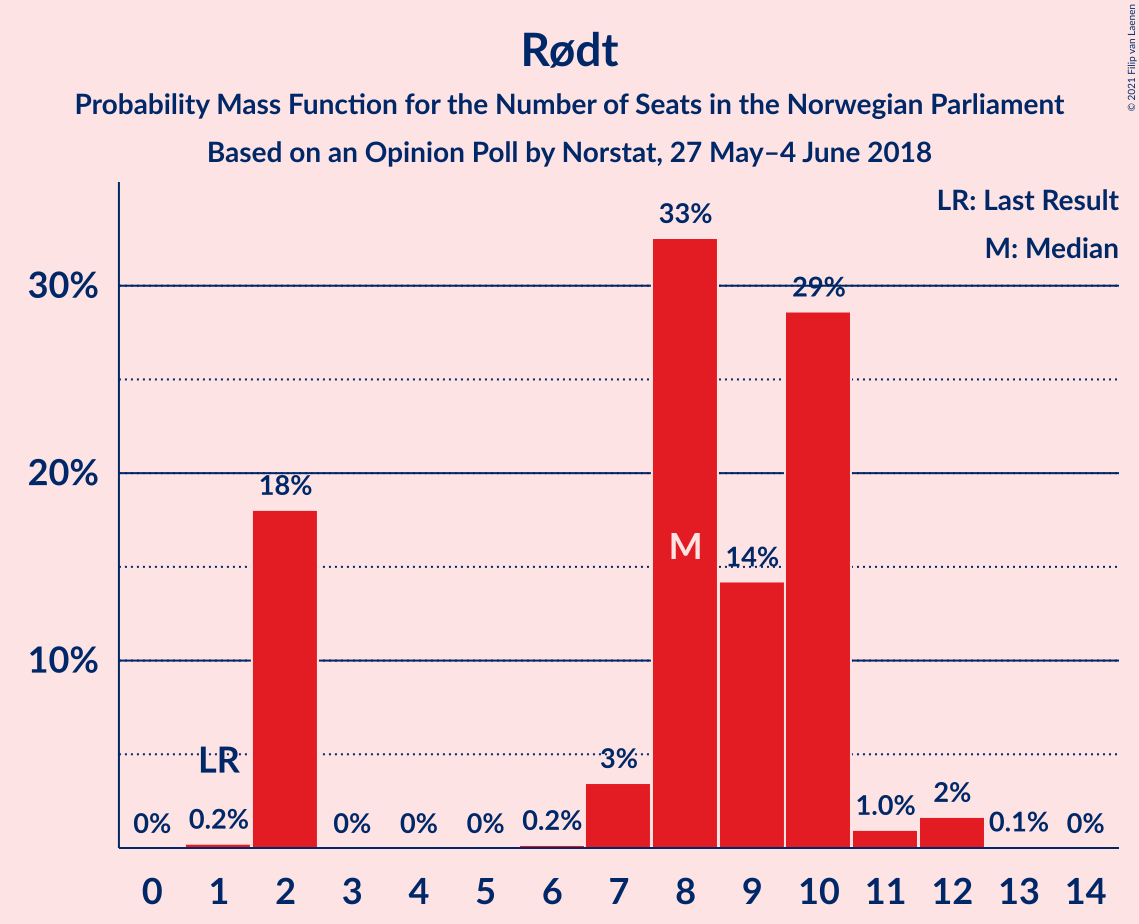 Rødt
Probability Mass Function for the Number of Seats in the Norwegian Parliament
Based on an Opinion Poll by Norstat, 27 May–4 June 2018
© 2021 Filip van Laenen
LR: Last Result
M: Median
30%
20%
10%
0%
LR
0.2%
18%
0%
0%
0%
0.2%
3%
33%
M
14%
29%
1.0%
2%
0.1%
0%
0 1 2 3 4 5 6 7 8 9 10 11 12 13 14